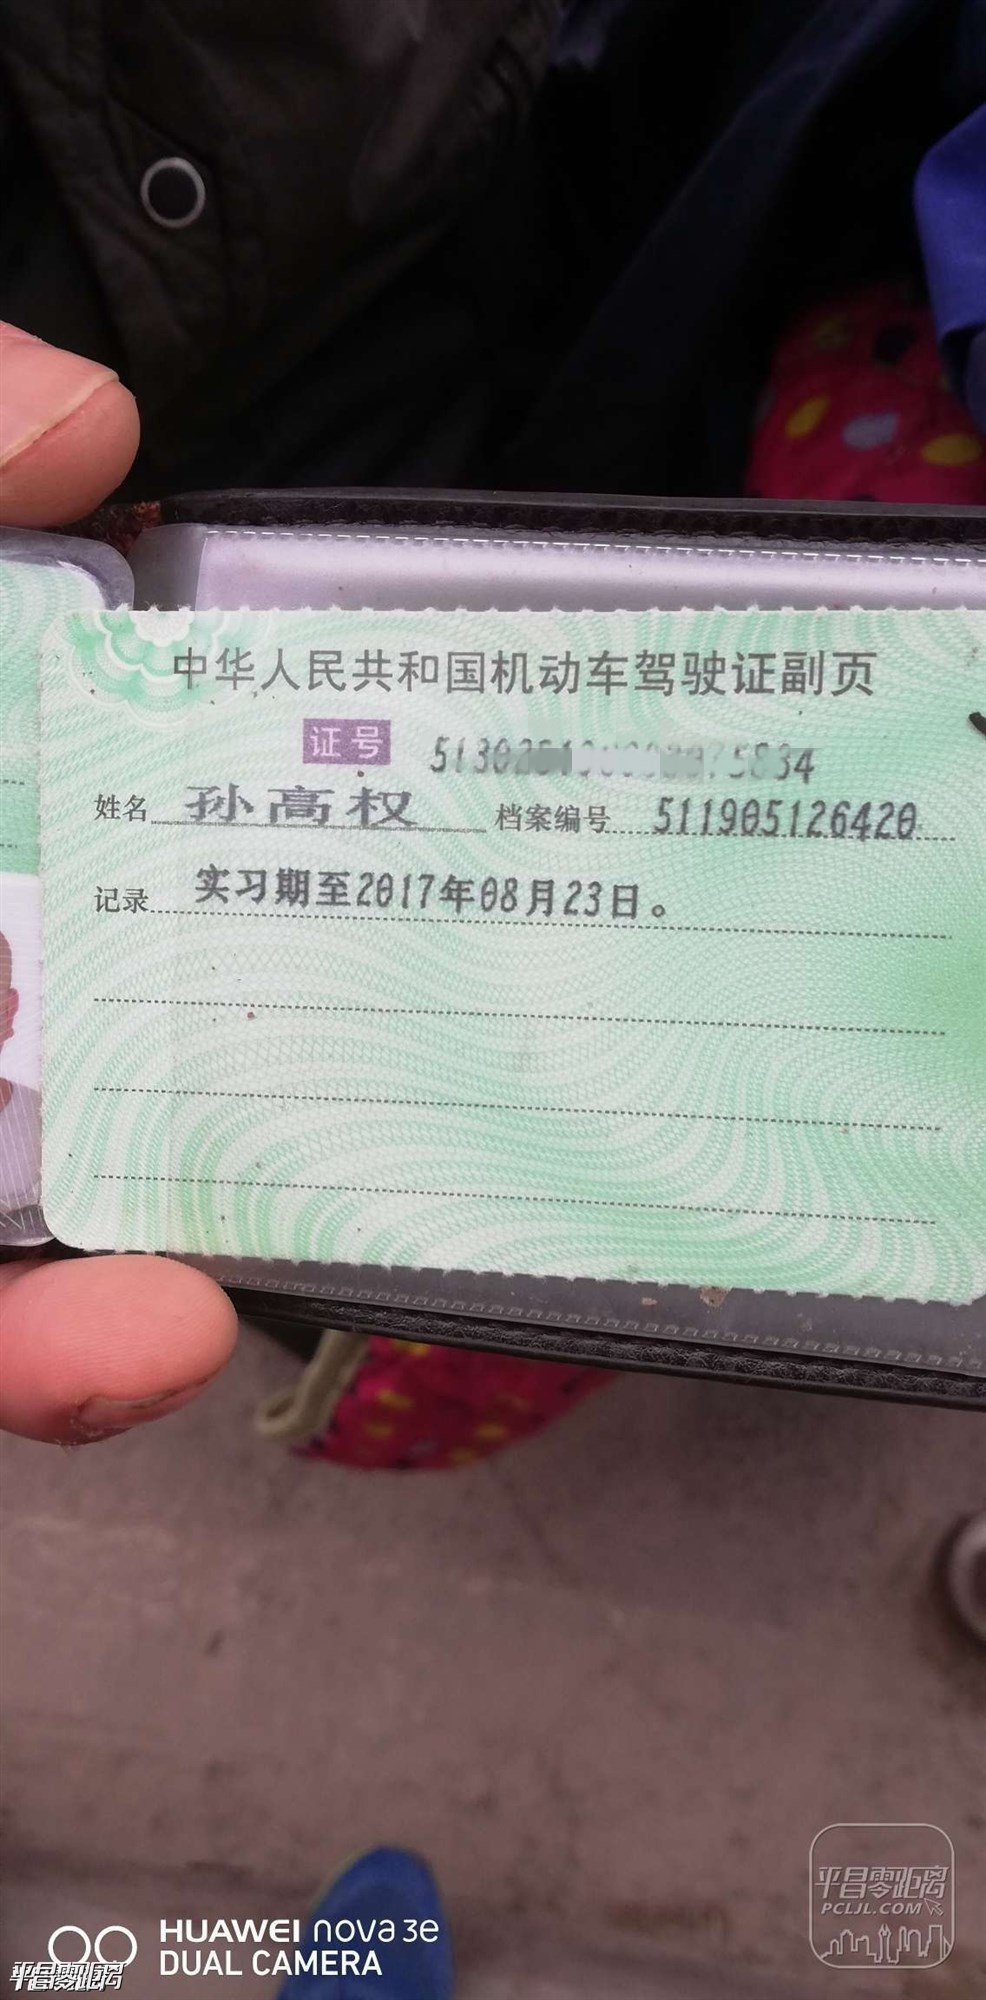 中华人民共和国机动车驾驶证副页
证号
姓名 孙高权 档案编号 511905126420
记录 实习期至2017年08月23日。
平昌零距离
PCLJL.COM
HUAWEI nova 3e
DUAL CAMERA
平昌零距离